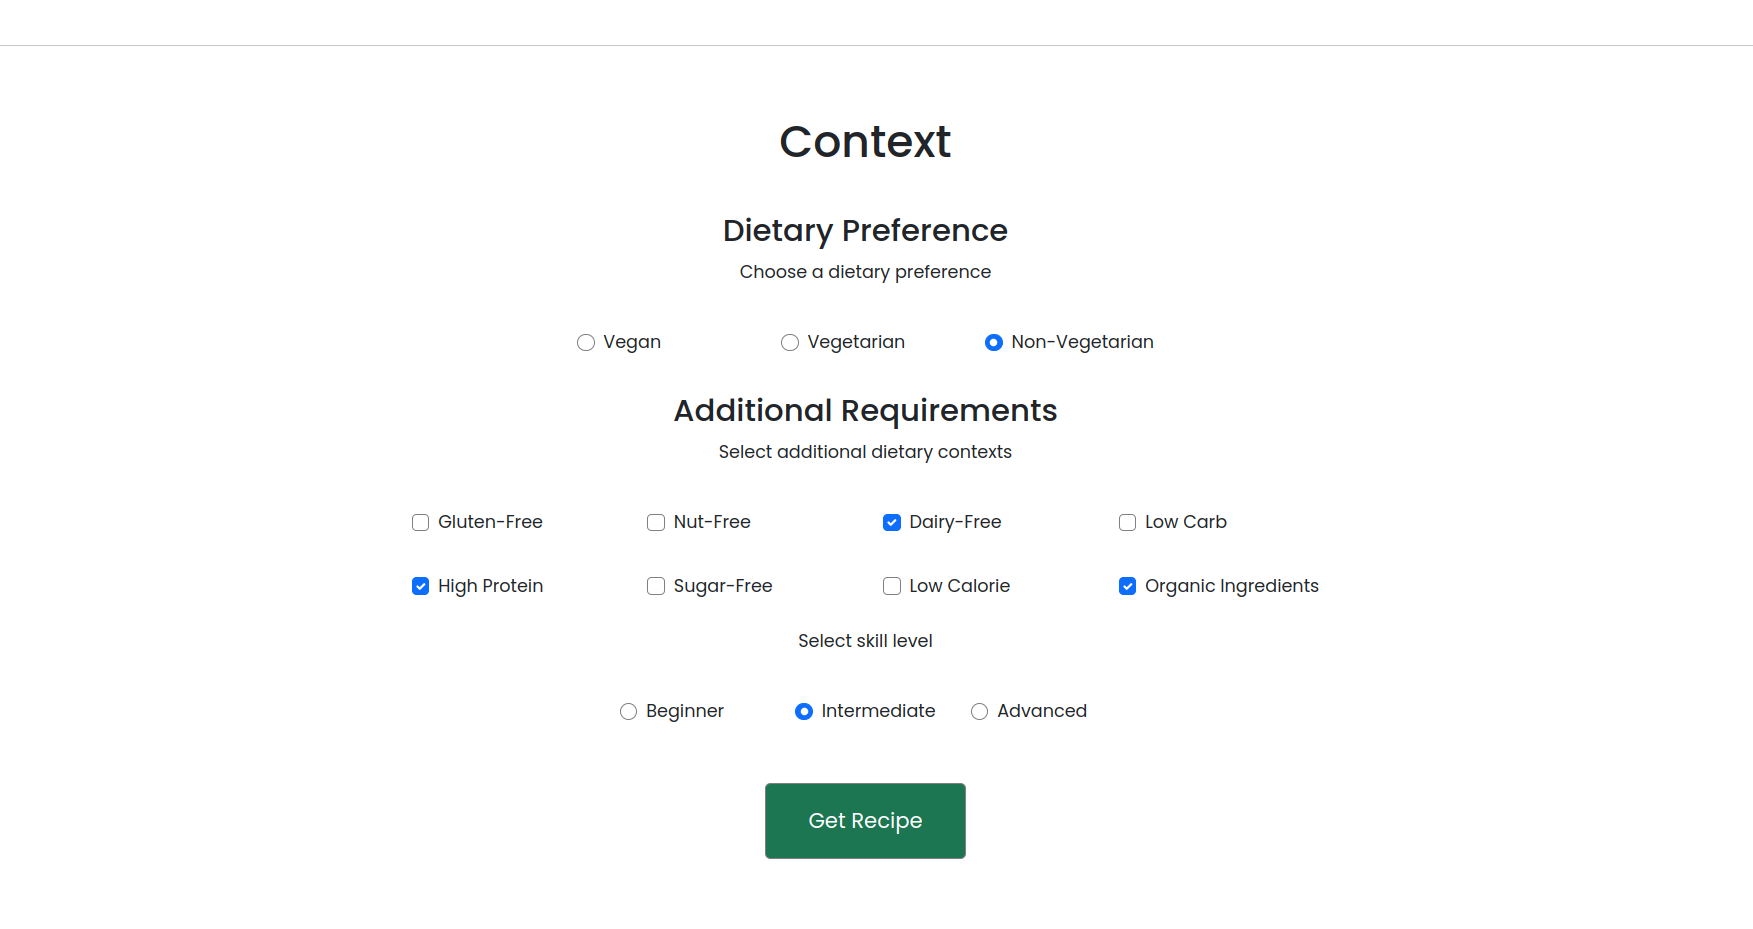 Context
Dietary Preference
Choose a dietary preference
Vegan Vegetarian Non-Vegetarian
Additional Requirements
Select additional dietary contexts
Gluten-Free Nut-Free Dairy-Free Low Carb
High Protein Sugar-Free Low Calorie Organic Ingredients
Select skill level
Beginner Intermediate Advanced
Get Recipe